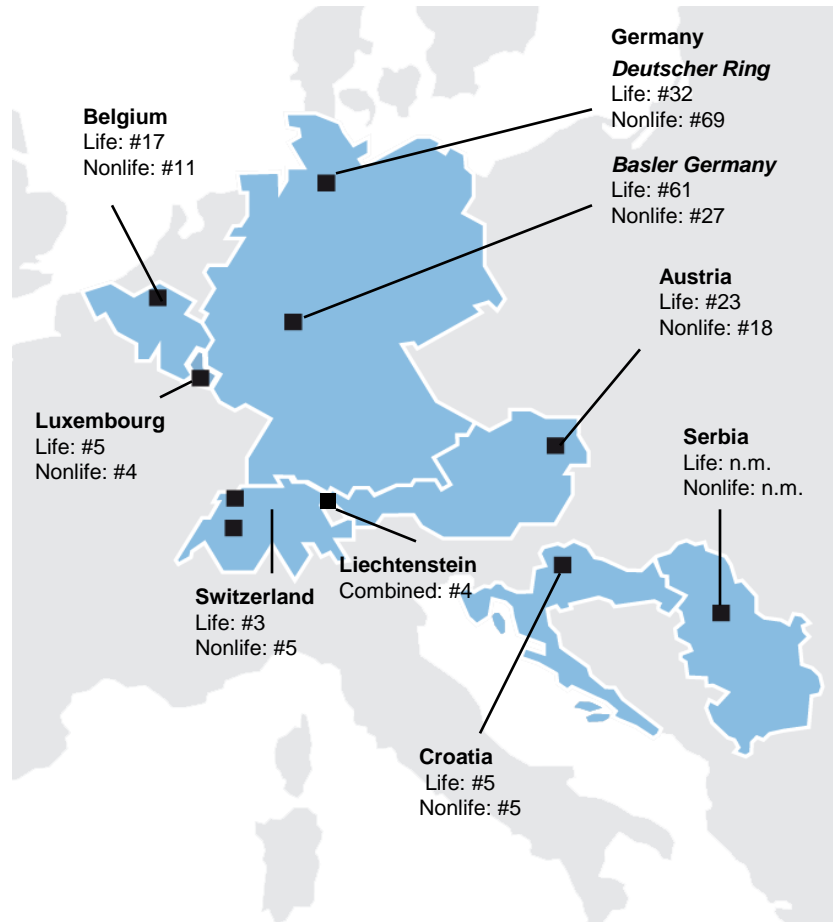 Germany
Deutscher Ring
Life: #32
Nonlife: #69
Basler Germany
Life: #61
Nonlife: #27
Belgium
Life: #17
Nonlife: #11
Austria
Life: #23
Nonlife: #18
Luxembourg
Life: #5
Nonlife: #4
Serbia
Life: n.m.
Nonlife: n.m.
Liechtenstein
Combined: #4
Switzerland
Life: #3
Nonlife: #5
Croatia
Life: #5
Nonlife: #5